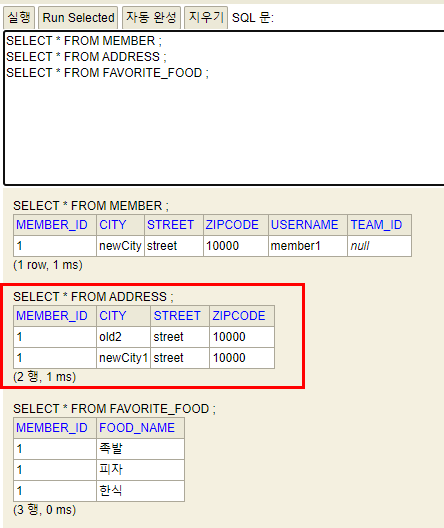 실행 Run Selected 자동 완성 지우기 SQL 문:
SELECT * FROM MEMBER ;
SELECT * FROM ADDRESS ;
SELECT * FROM FAVORITE_FOOD ;
SELECT * FROM MEMBER ;
MEMBER_ID CITY STREET ZIPCODE USERNAME TEAM_ID
1 newCity street 10000 member1 null
(1 row, 1 ms)
SELECT * FROM ADDRESS ;
MEMBER_ID CITY STREET ZIPCODE
1 old2 street 10000
1 newCity1 street 10000
(2 행, 1 ms)
SELECT * FROM FAVORITE_FOOD ;
MEMBER_ID FOOD_NAME
1 족발
1 피자
1 한식
(3 행, 0 ms)